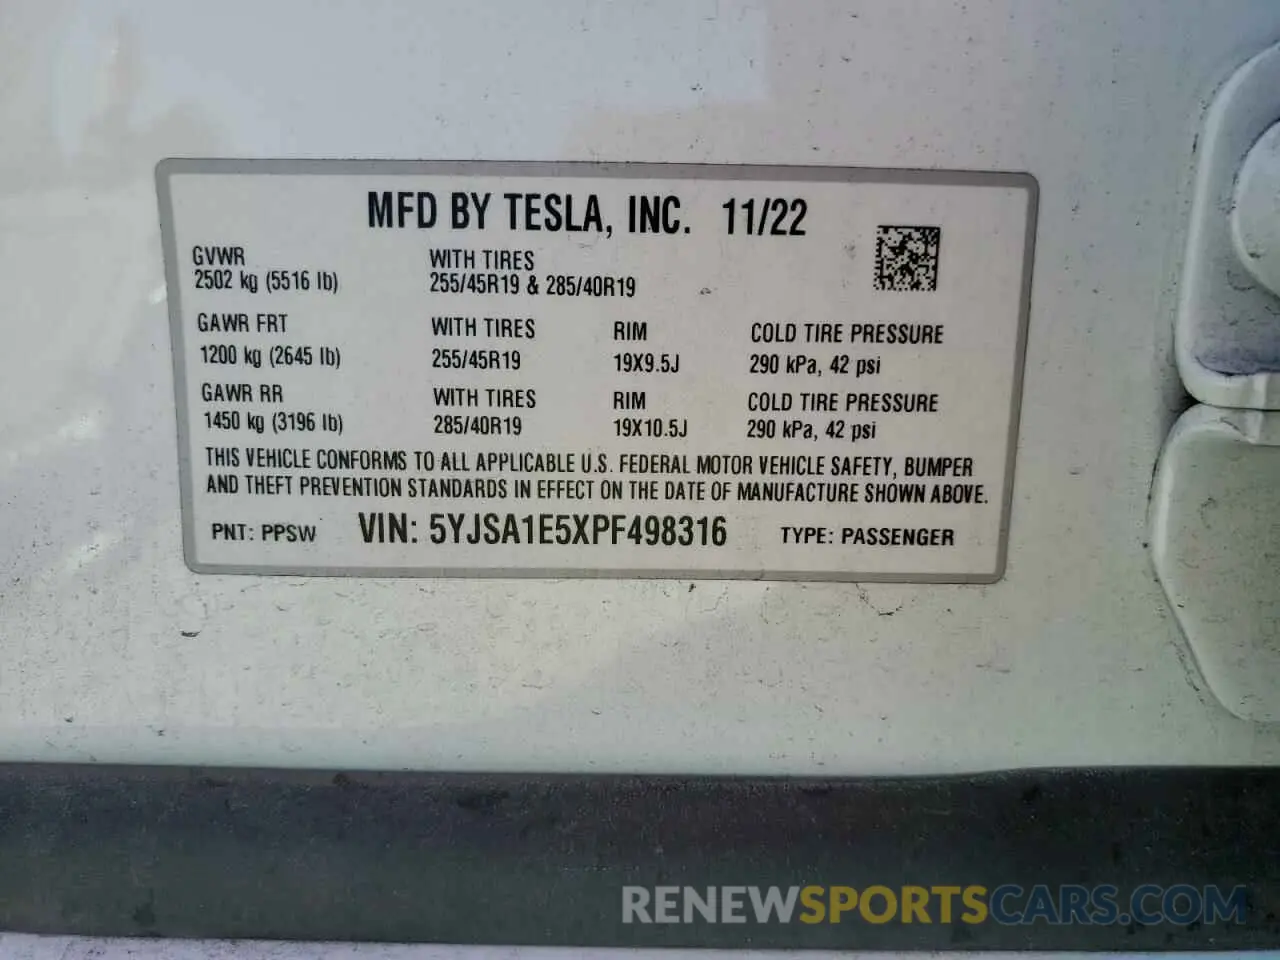 MFD BY TESLA, INC. 11/22
GVWR WITH TIRES
2502 kg (5516 lb) 255/45R19 & 285/40R19
GAWR FRT WITH TIRES RIM COLD TIRE PRESSURE
1200 kg (2645 lb) 255/45R19 19X9.5J 290 kPa, 42 psi
GAWR RR WITH TIRES RIM COLD TIRE PRESSURE
1450 kg (3196 lb) 285/40R19 19X10.5J 290 kPa, 42 psi
THIS VEHICLE CONFORMS TO ALL APPLICABLE U.S. FEDERAL MOTOR VEHICLE SAFETY, BUMPER
AND THEFT PREVENTION STANDARDS IN EFFECT ON THE DATE OF MANUFACTURE SHOWN ABOVE.
PNT: PPSW VIN: 5YJSA1E5XPF498316 TYPE: PASSENGER
RENEWSPORTSCARS.COM